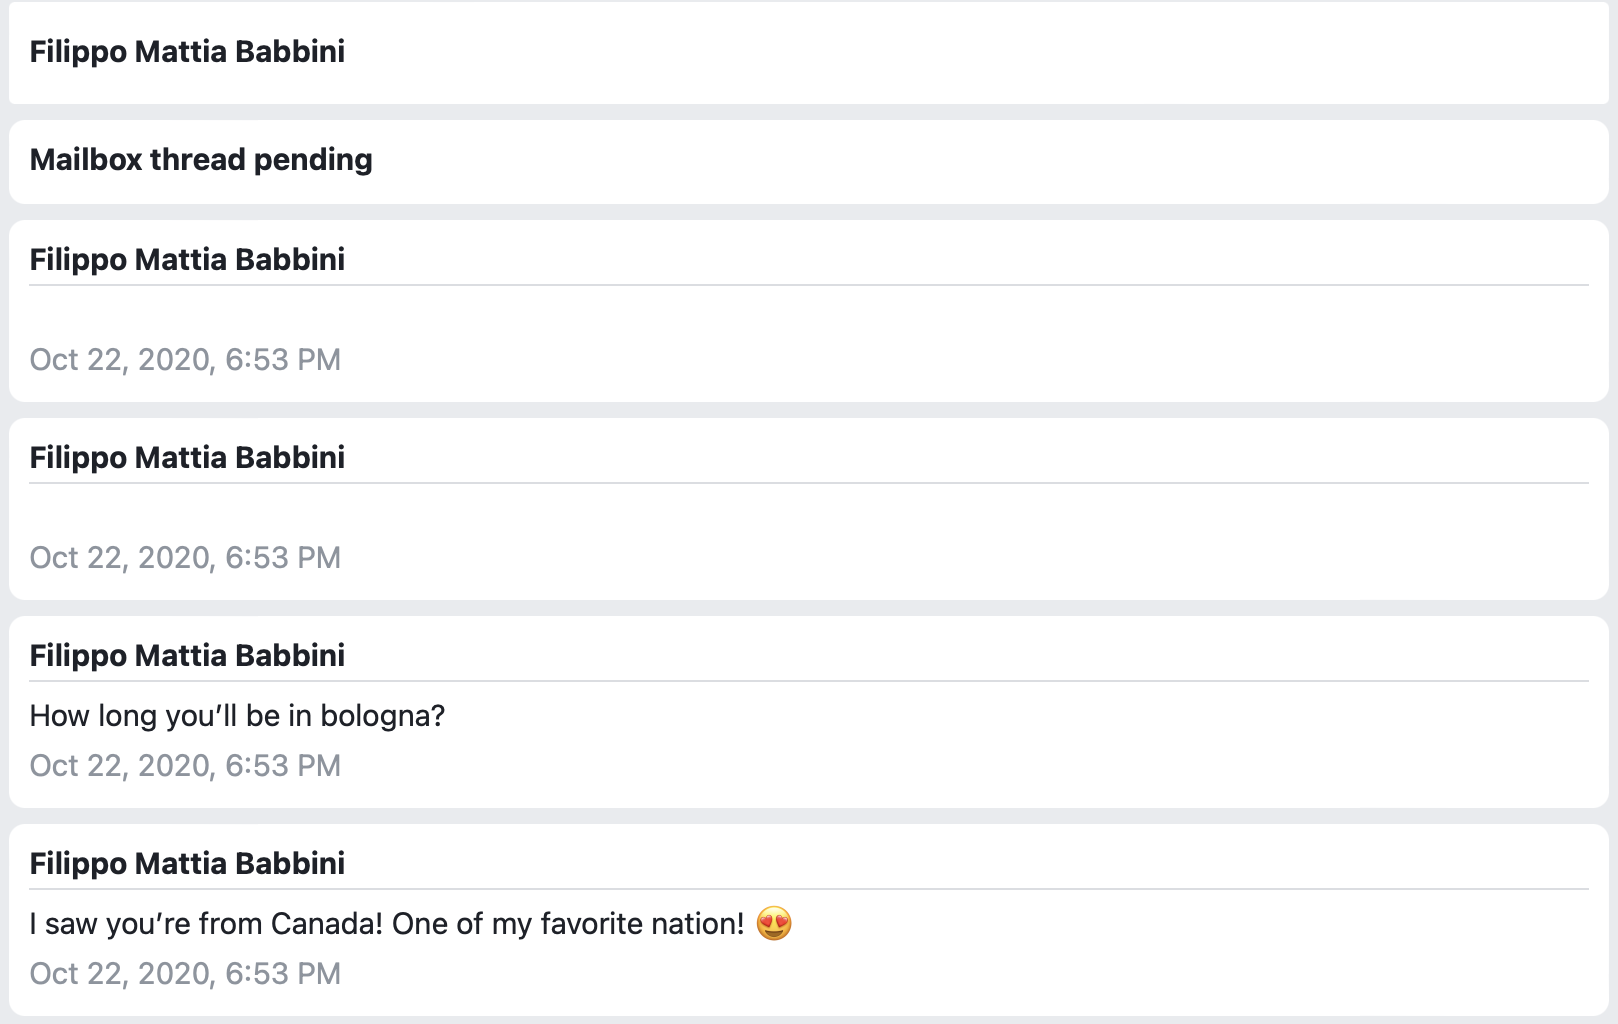 Filippo Mattia Babbini
Mailbox thread pending
Filippo Mattia Babbini
Oct 22, 2020, 6:53 PM
Filippo Mattia Babbini
Oct 22, 2020, 6:53 PM
Filippo Mattia Babbini
How long you’ll be in bologna?
Oct 22, 2020, 6:53 PM
Filippo Mattia Babbini
I saw you’re from Canada! One of my favorite nation! 😍
Oct 22, 2020, 6:53 PM